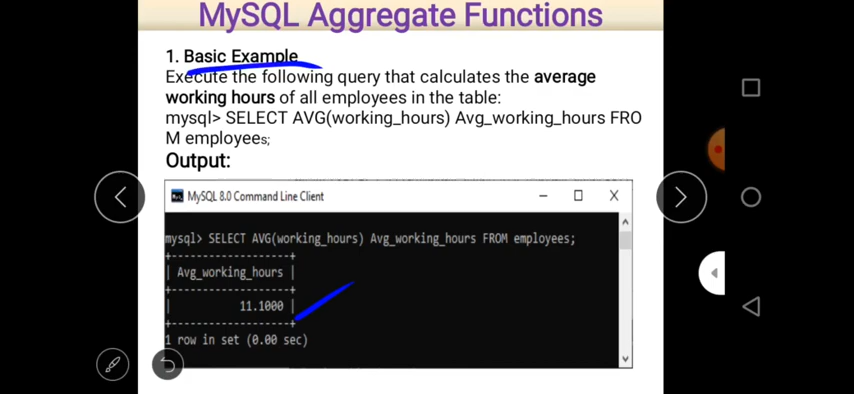 MySQL Aggregate Functions
1. Basic Example
Execute the following query that calculates the average
working hours of all employees in the table:
mysql> SELECT AVG(working_hours) Avg_working_hours FRO
M employees;
Output:
MySQL 8.0 Command Line Client
mysql> SELECT AVG(working_hours) Avg_working_hours FROM employees;
+-------------------+
| Avg_working_hours |
+-------------------+
| 11.1000 |
+-------------------+
1 row in set (0.00 sec)